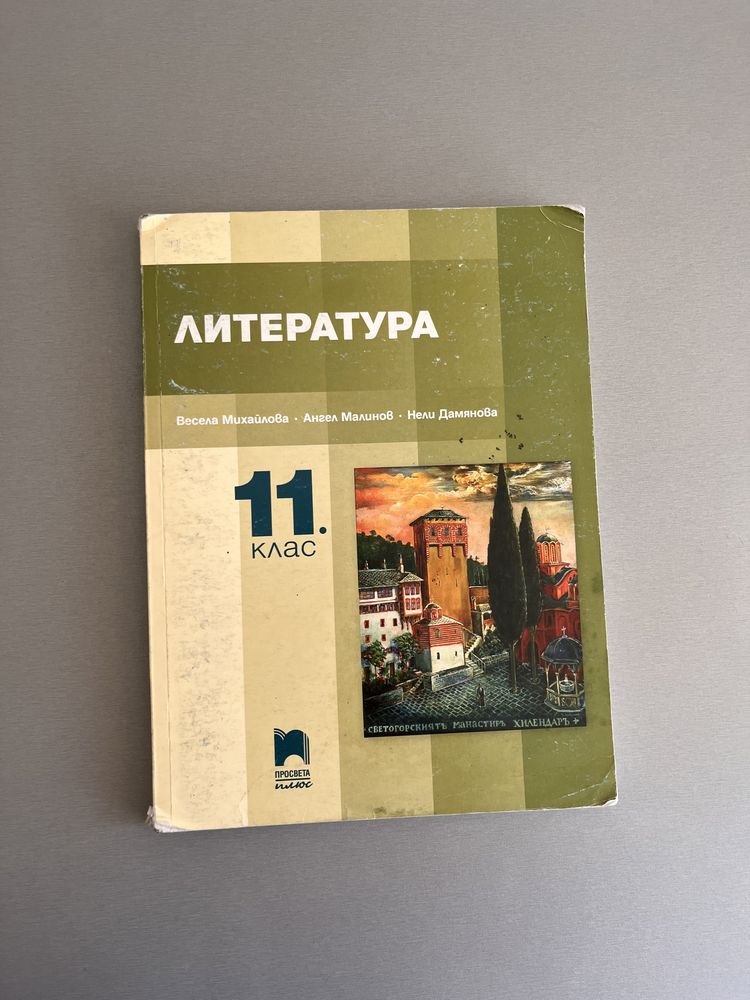 ЛИТЕРАТУРА
Весела Михайлова • Ангел Малинов • Нели Дамянова
11.
клас
СВЕТОГОРСКИЯТЪ МАНАСТИРЪ ХИЛЕНДАРЪ +
ПРОСВЕТА
плюс